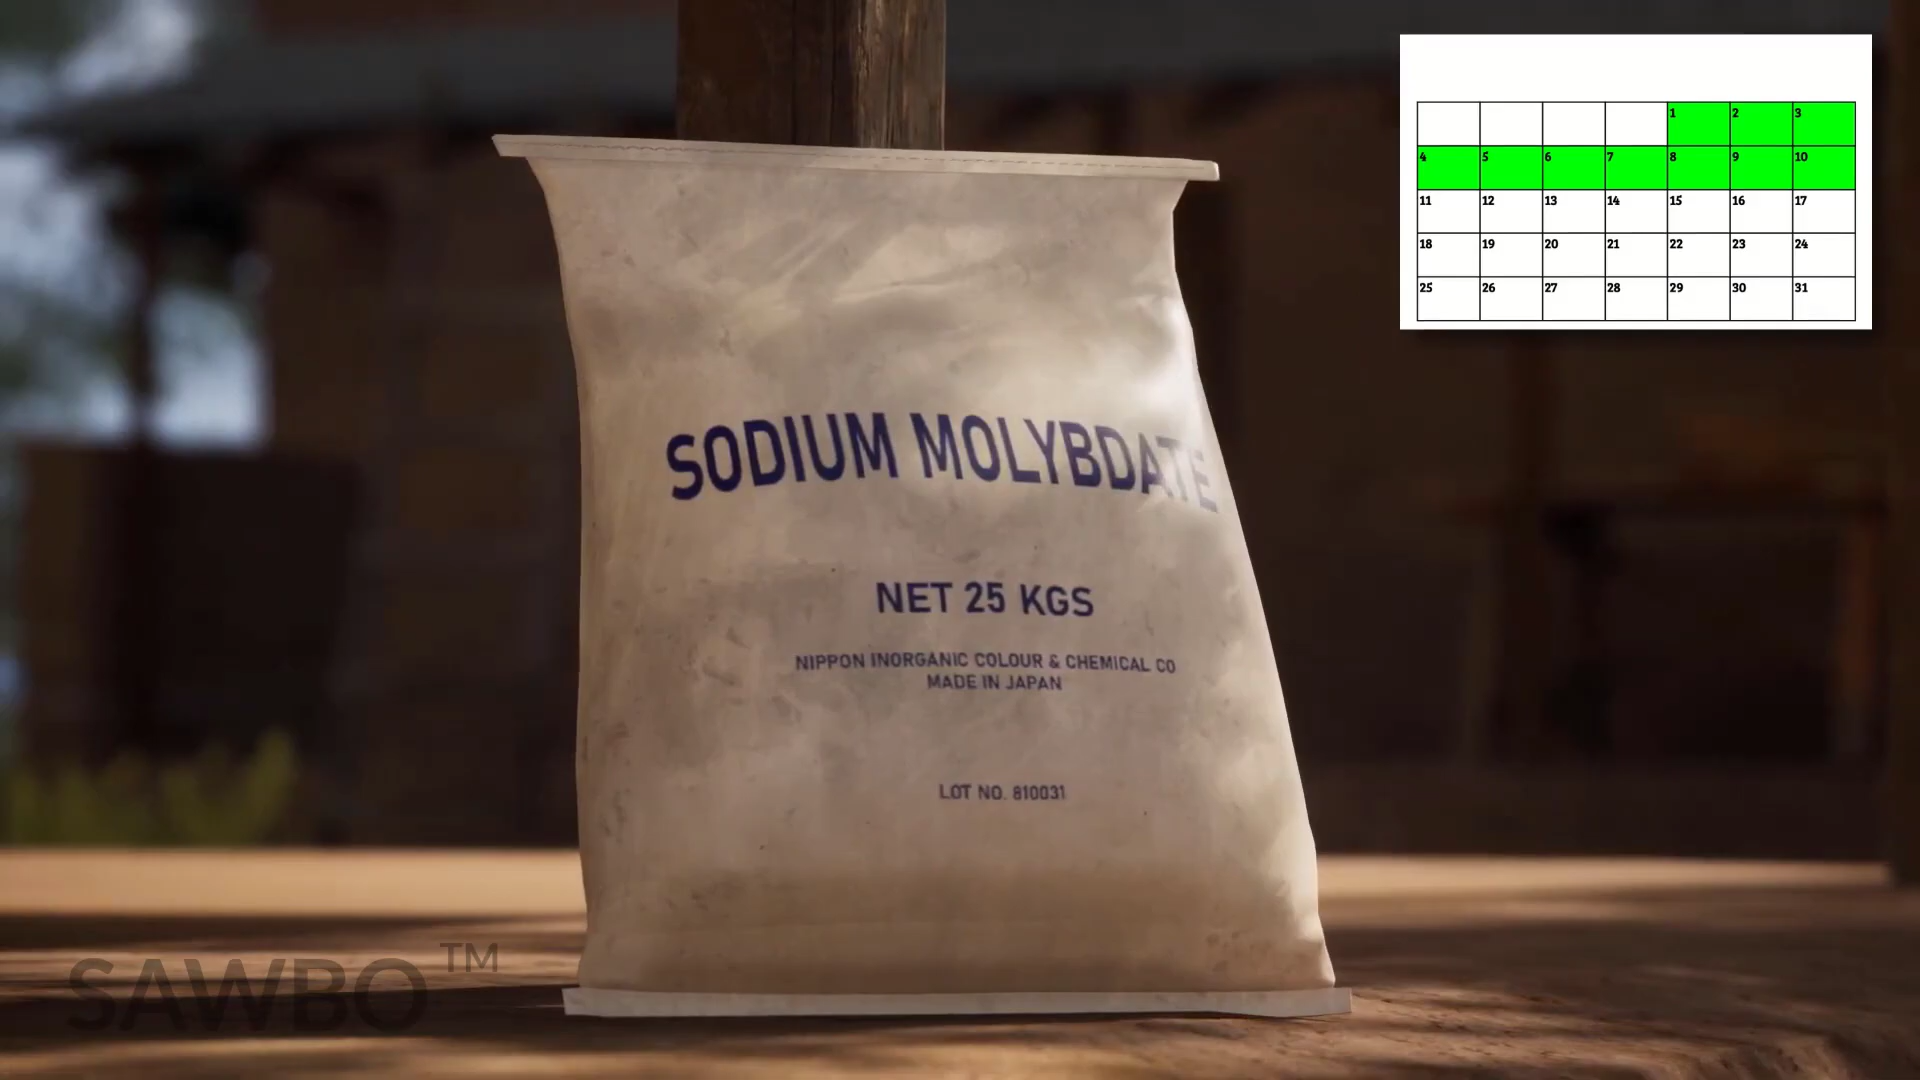 1 2 3
4 5 6 7 8 9 10
11 12 13 14 15 16 17
18 19 20 21 22 23 24
25 26 27 28 29 30 31
SODIUM MOLYBDATE
NET 25 KGS
NIPPON INORGANIC COLOUR & CHEMICAL CO
MADE IN JAPAN
LOT NO. 810031
SAWBO™